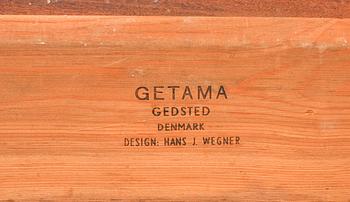 GETAMA
GEDSTED
DENMARK
DESIGN: HANS J. WEGNER